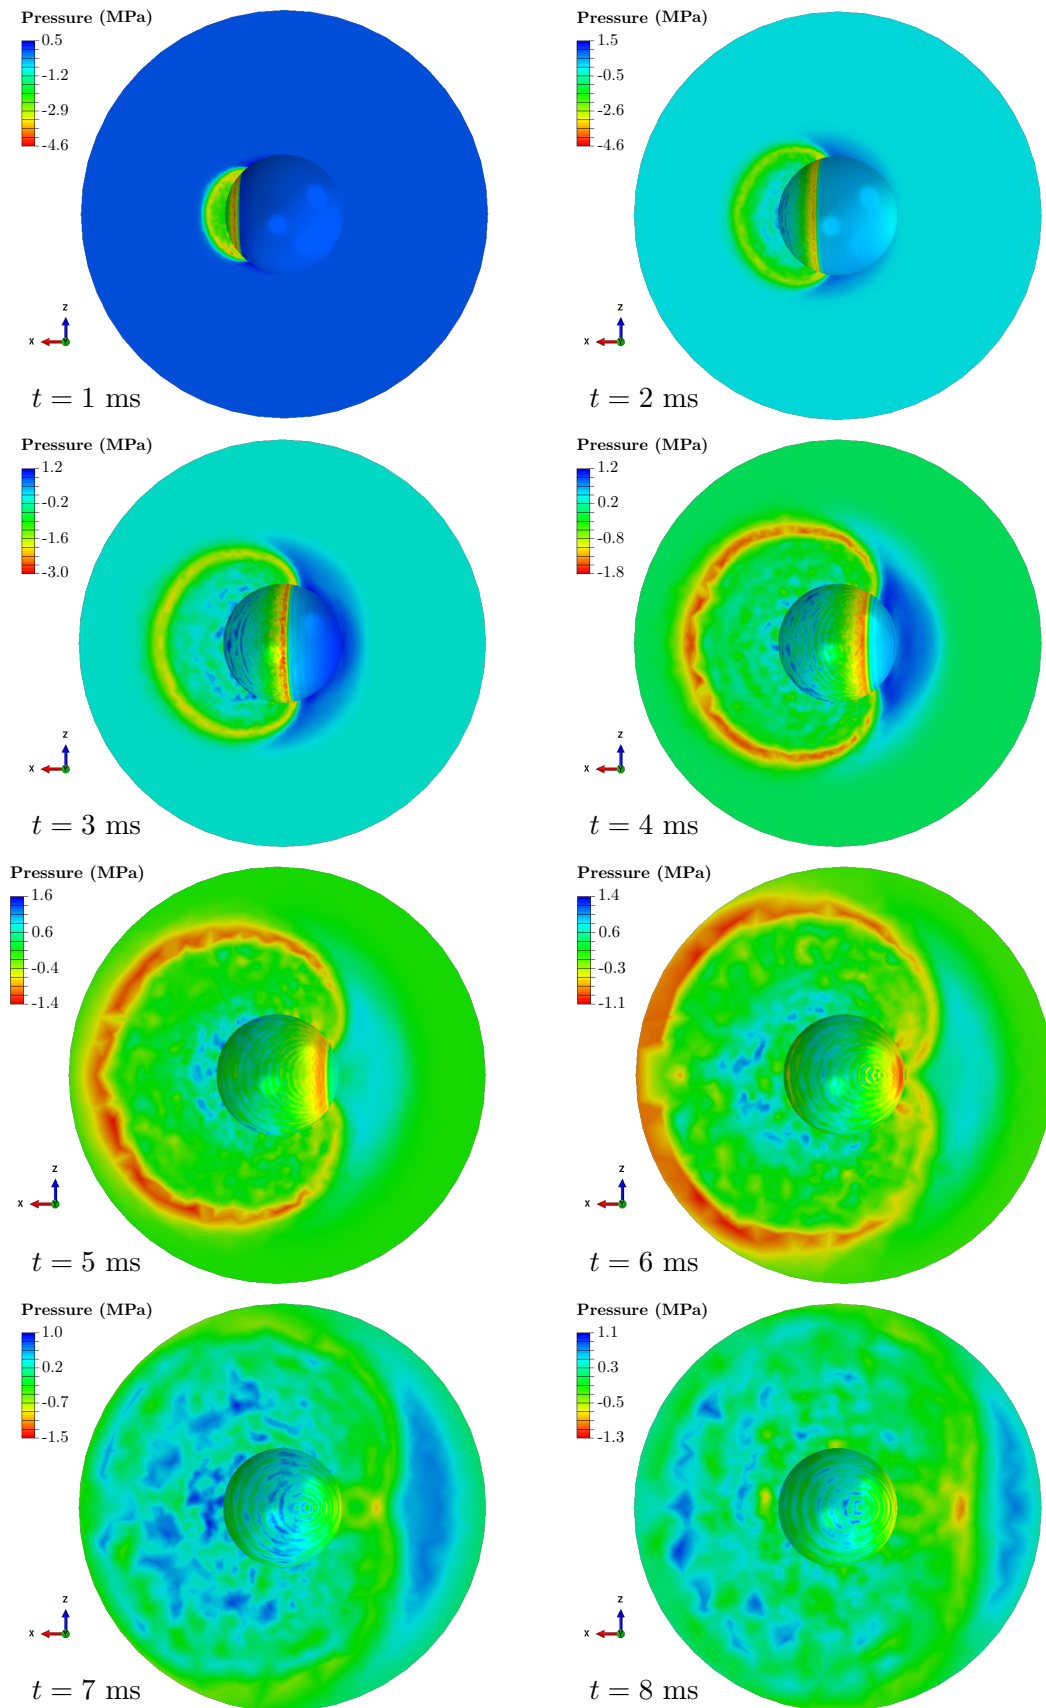 Pressure (MPa)
0.5
-1.2
-2.9
-4.6
Z
X
Y
t = 1 ms
Pressure (MPa)
1.5
-0.5
-2.6
-4.6
Z
X
Y
t = 2 ms
Pressure (MPa)
1.2
-0.2
-1.6
-3.0
Z
X
Y
t = 3 ms
Pressure (MPa)
1.2
0.2
-0.8
-1.8
Z
X
Y
t = 4 ms
Pressure (MPa)
1.6
0.6
-0.4
-1.4
Z
X
Y
t = 5 ms
Pressure (MPa)
1.4
0.6
-0.3
-1.1
Z
X
Y
t = 6 ms
Pressure (MPa)
1.0
0.2
-0.7
-1.5
Z
X
Y
t = 7 ms
Pressure (MPa)
1.1
0.3
-0.5
-1.3
Z
X
Y
t = 8 ms